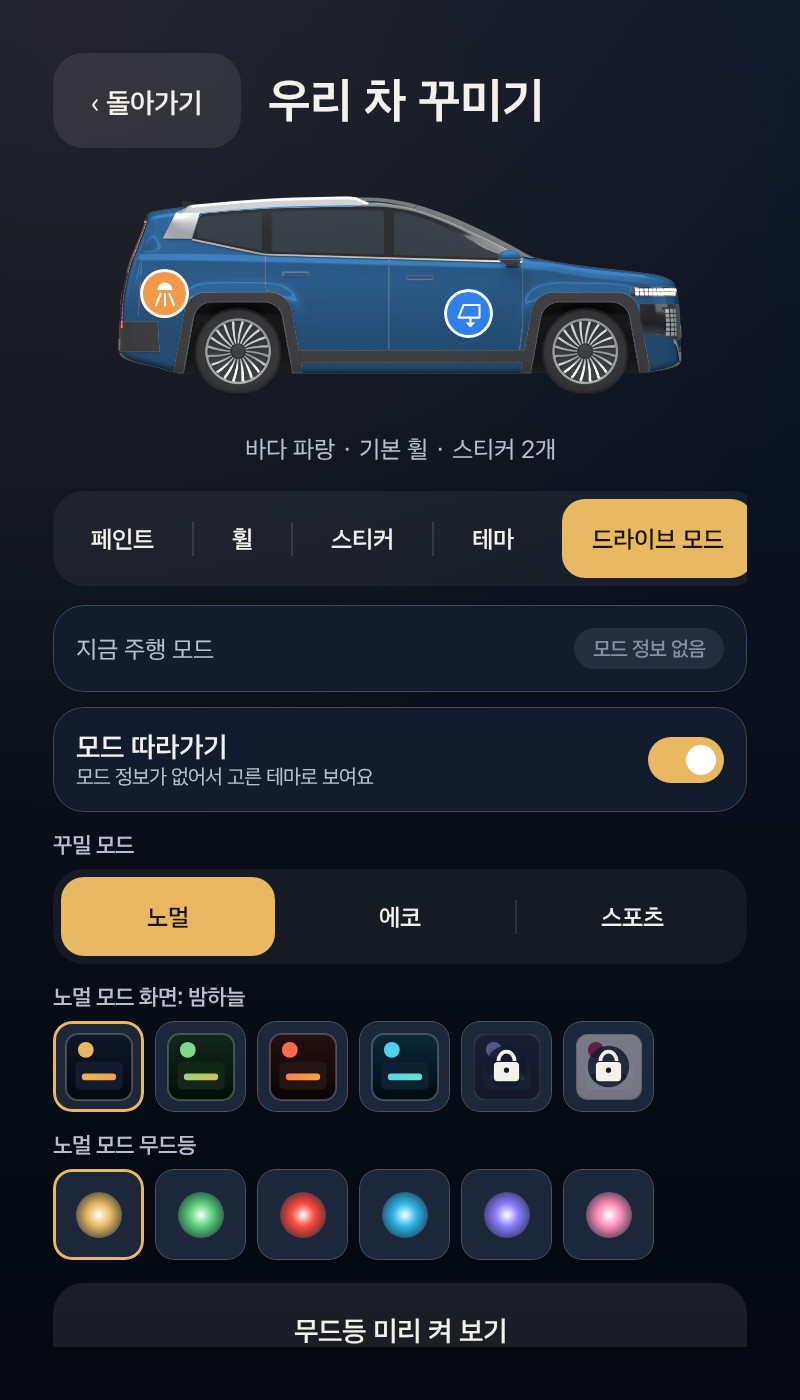 ‹ 돌아가기
우리 차 꾸미기
바다 파랑 · 기본 휠 · 스티커 2개
페인트 휠 스티커 테마 드라이브 모드
지금 주행 모드 모드 정보 없음
모드 따라가기
모드 정보가 없어서 고른 테마로 보여요
꾸밀 모드
노멀 에코 스포츠
노멀 모드 화면: 밤하늘
노멀 모드 무드등
무드등 미리 켜 보기